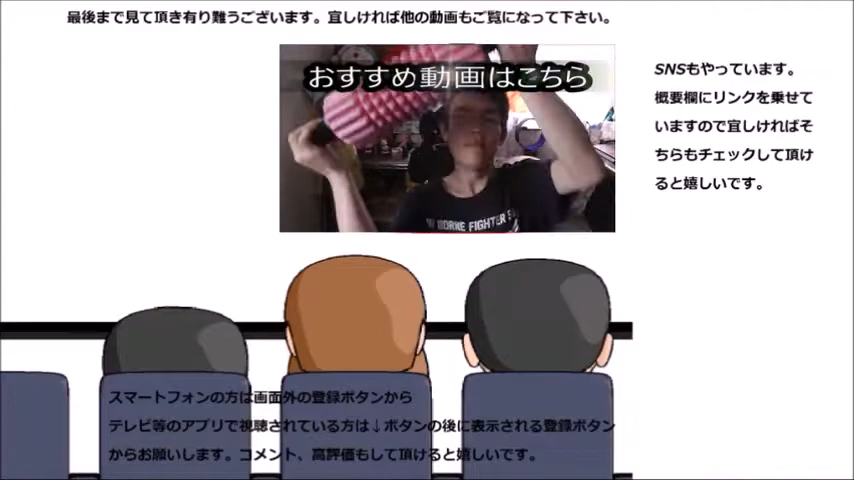 最後まで見て頂き有り難うございます。宜しければ他の動画もご覧になって下さい。
おすすめ動画はこちら
FIGHTER
SNSもやっています。
概要欄にリンクを乗せて
いますので宜しければそ
ちらもチェックして頂け
ると嬉しいです。
スマートフォンの方は画面外の登録ボタンから
テレビ等のアプリで視聴されている方は↓ボタンの後に表示される登録ボタン
からお願いします。コメント、高評価もして頂けると嬉しいです。